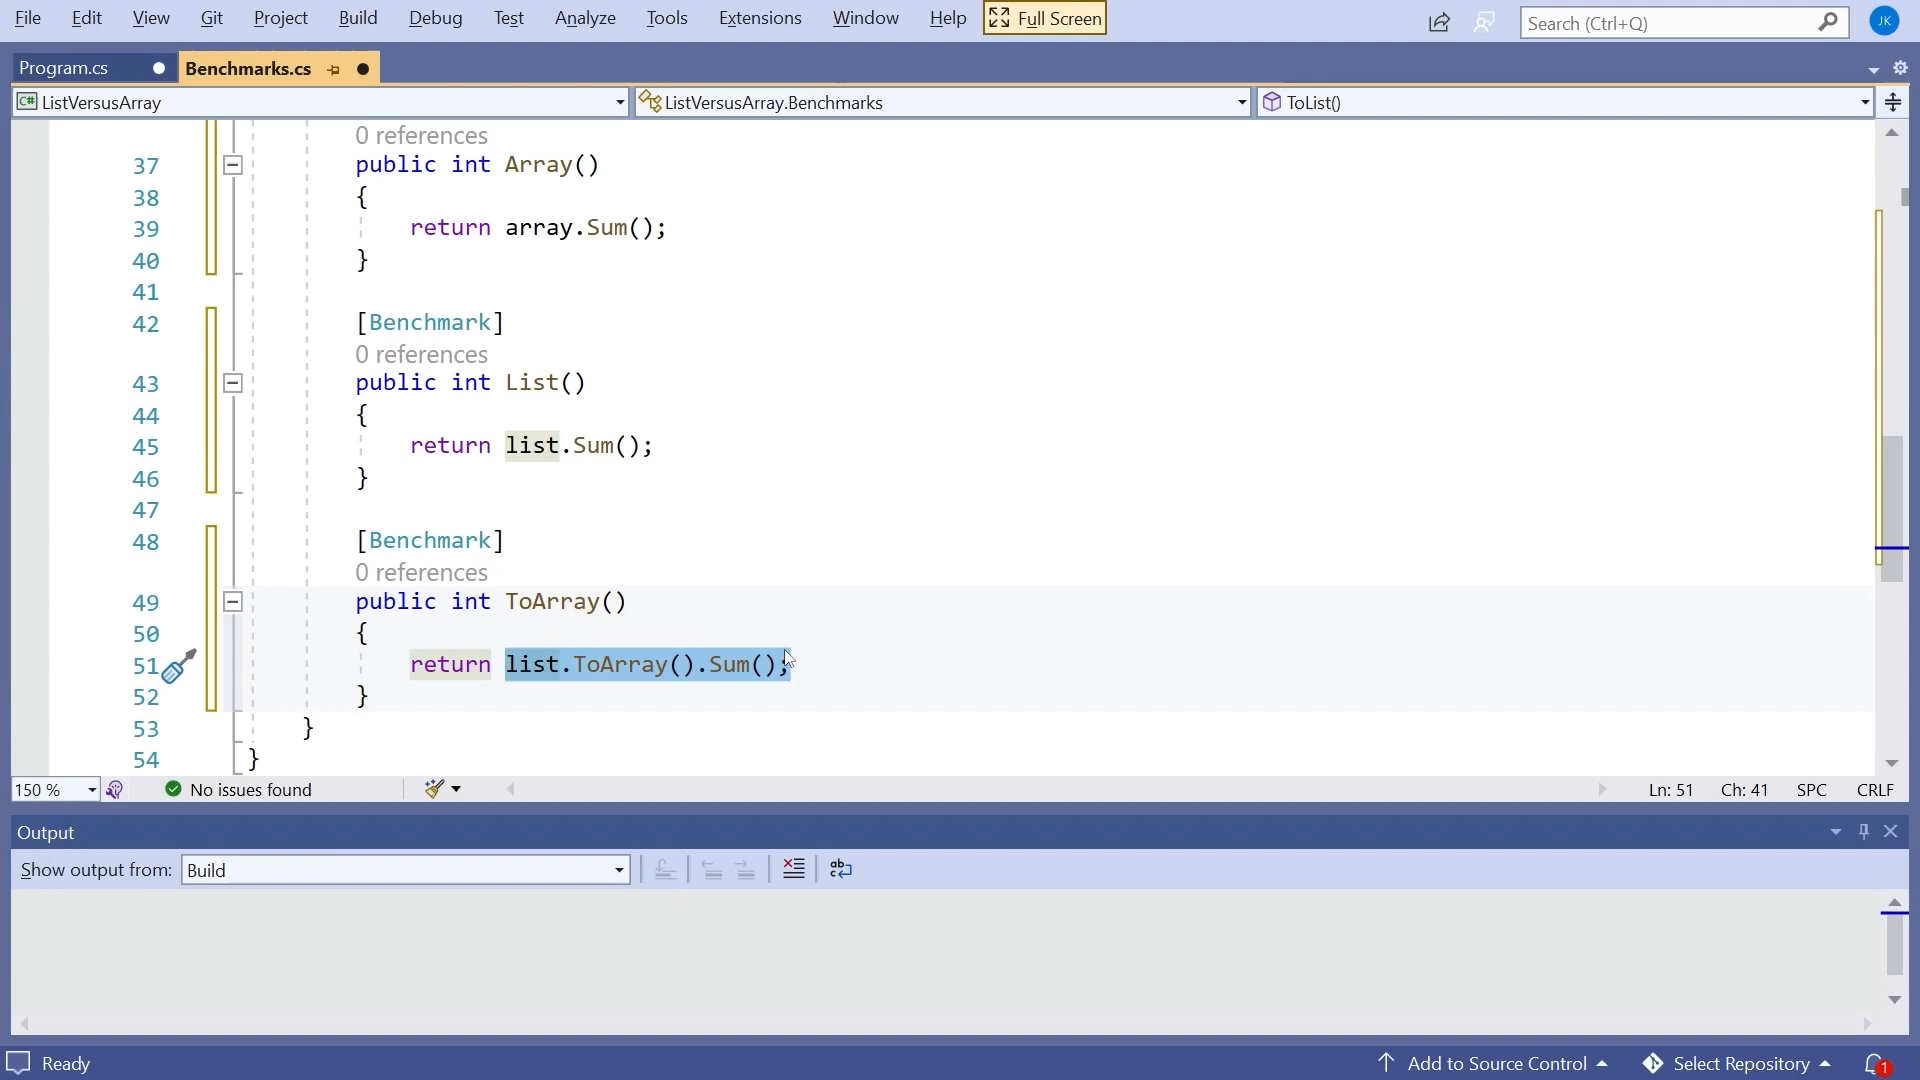 File Edit View Git Project Build Debug Test Analyze Tools Extensions Window Help Full Screen Search (Ctrl+Q) JK
Program.cs Benchmarks.cs
C# ListVersusArray ListVersusArray.Benchmarks ToList()
0 references
37 public int Array()
38 {
39 return array.Sum();
40 }
41
42 [Benchmark]
0 references
43 public int List()
44 {
45 return list.Sum();
46 }
47
48 [Benchmark]
0 references
49 public int ToArray()
50 {
51 return list.ToArray().Sum();
52 }
53 }
54 }
150 % No issues found Ln: 51 Ch: 41 SPC CRLF
Output
Show output from: Build
Ready Add to Source Control Select Repository 1